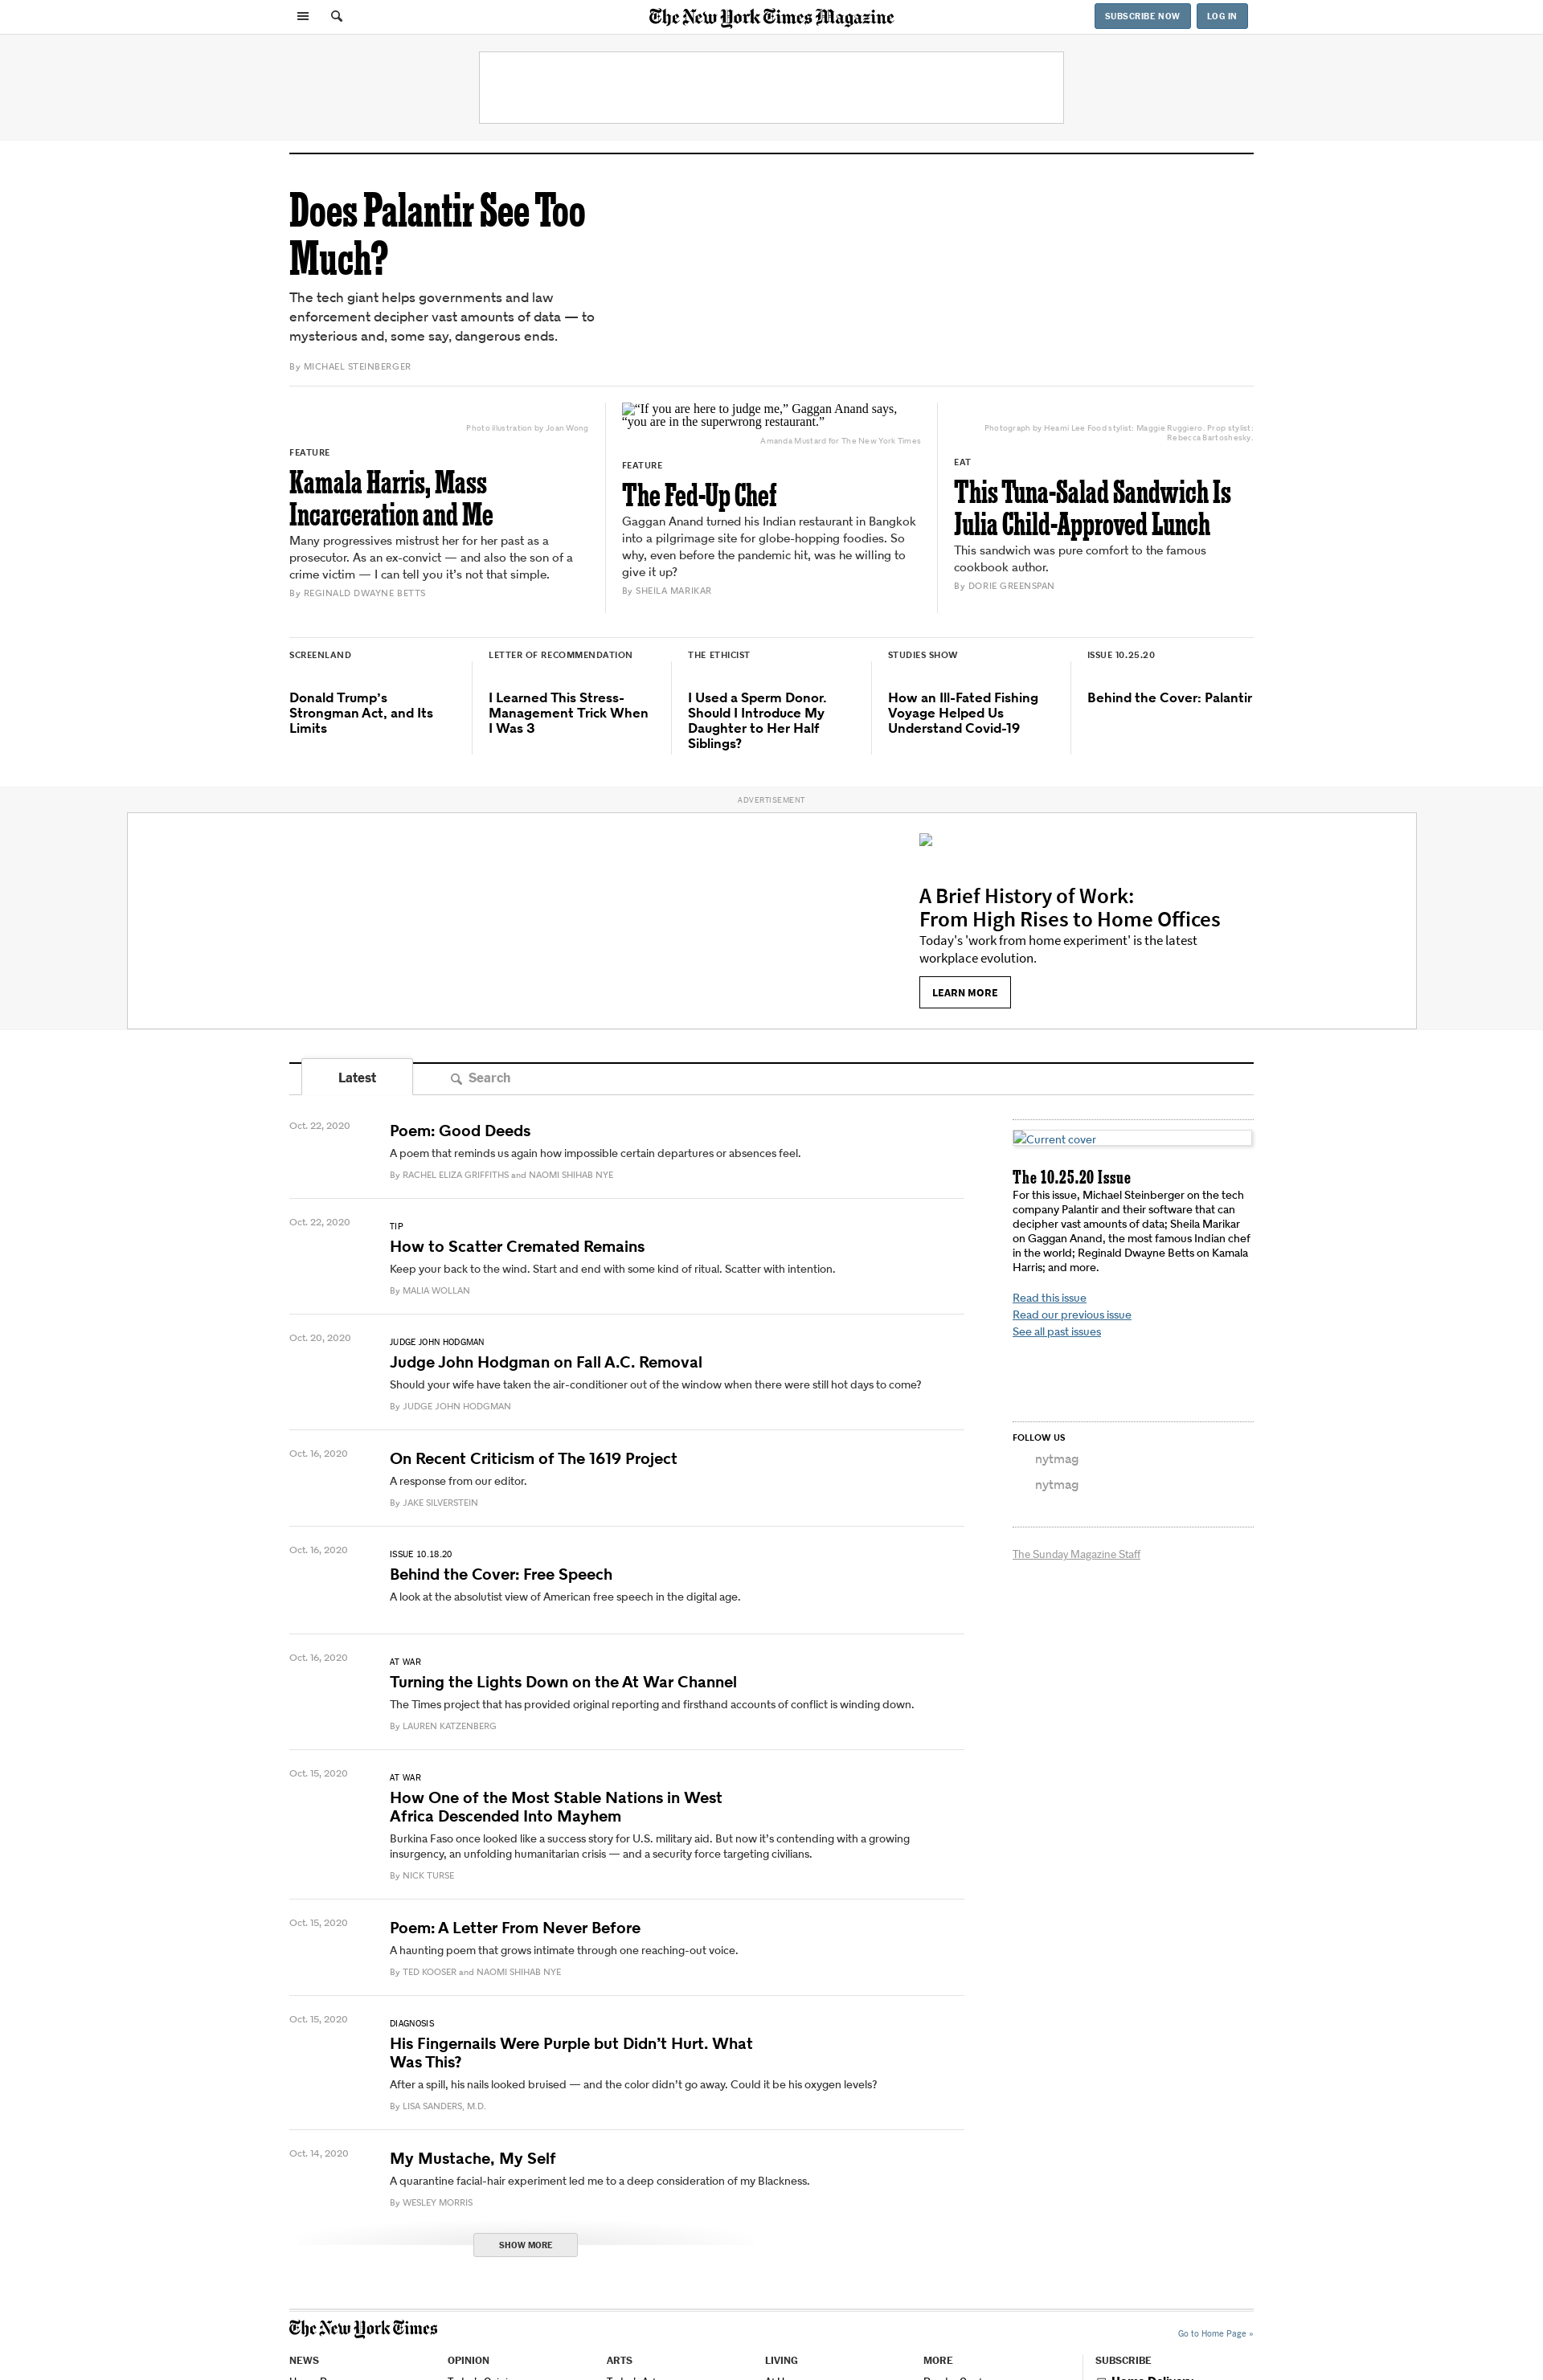 The New York Times Magazine
SUBSCRIBE NOW
LOG IN
Does Palantir See Too
Much?
The tech giant helps governments and law
enforcement decipher vast amounts of data — to
mysterious and, some say, dangerous ends.
By MICHAEL STEINBERGER
Photo illustration by Joan Wong
FEATURE
Kamala Harris, Mass
Incarceration and Me
Many progressives mistrust her for her past as a
prosecutor. As an ex-convict — and also the son of a
crime victim — I can tell you it’s not that simple.
By REGINALD DWAYNE BETTS
“If you are here to judge me,” Gaggan Anand says,
“you are in the superwrong restaurant.”
Amanda Mustard for The New York Times
FEATURE
The Fed-Up Chef
Gaggan Anand turned his Indian restaurant in Bangkok
into a pilgrimage site for globe-hopping foodies. So
why, even before the pandemic hit, was he willing to
give it up?
By SHEILA MARIKAR
Photograph by Heami Lee Food stylist: Maggie Ruggiero. Prop stylist:
Rebecca Bartoshesky.
EAT
This Tuna-Salad Sandwich Is
Julia Child-Approved Lunch
This sandwich was pure comfort to the famous
cookbook author.
By DORIE GREENSPAN
SCREENLAND
Donald Trump’s
Strongman Act, and Its
Limits
LETTER OF RECOMMENDATION
I Learned This Stress-
Management Trick When
I Was 3
THE ETHICIST
I Used a Sperm Donor.
Should I Introduce My
Daughter to Her Half
Siblings?
STUDIES SHOW
How an Ill-Fated Fishing
Voyage Helped Us
Understand Covid-19
ISSUE 10.25.20
Behind the Cover: Palantir
ADVERTISEMENT
A Brief History of Work:
From High Rises to Home Offices
Today's 'work from home experiment' is the latest
workplace evolution.
LEARN MORE
Latest
Search
Oct. 22, 2020
Poem: Good Deeds
A poem that reminds us again how impossible certain departures or absences feel.
By RACHEL ELIZA GRIFFITHS and NAOMI SHIHAB NYE
Oct. 22, 2020
TIP
How to Scatter Cremated Remains
Keep your back to the wind. Start and end with some kind of ritual. Scatter with intention.
By MALIA WOLLAN
Oct. 20, 2020
JUDGE JOHN HODGMAN
Judge John Hodgman on Fall A.C. Removal
Should your wife have taken the air-conditioner out of the window when there were still hot days to come?
By JUDGE JOHN HODGMAN
Oct. 16, 2020
On Recent Criticism of The 1619 Project
A response from our editor.
By JAKE SILVERSTEIN
Oct. 16, 2020
ISSUE 10.18.20
Behind the Cover: Free Speech
A look at the absolutist view of American free speech in the digital age.
Oct. 16, 2020
AT WAR
Turning the Lights Down on the At War Channel
The Times project that has provided original reporting and firsthand accounts of conflict is winding down.
By LAUREN KATZENBERG
Oct. 15, 2020
AT WAR
How One of the Most Stable Nations in West
Africa Descended Into Mayhem
Burkina Faso once looked like a success story for U.S. military aid. But now it’s contending with a growing
insurgency, an unfolding humanitarian crisis — and a security force targeting civilians.
By NICK TURSE
Oct. 15, 2020
Poem: A Letter From Never Before
A haunting poem that grows intimate through one reaching-out voice.
By TED KOOSER and NAOMI SHIHAB NYE
Oct. 15, 2020
DIAGNOSIS
His Fingernails Were Purple but Didn’t Hurt. What
Was This?
After a spill, his nails looked bruised — and the color didn’t go away. Could it be his oxygen levels?
By LISA SANDERS, M.D.
Oct. 14, 2020
My Mustache, My Self
A quarantine facial-hair experiment led me to a deep consideration of my Blackness.
By WESLEY MORRIS
SHOW MORE
Current cover
The 10.25.20 Issue
For this issue, Michael Steinberger on the tech
company Palantir and their software that can
decipher vast amounts of data; Sheila Marikar
on Gaggan Anand, the most famous Indian chef
in the world; Reginald Dwayne Betts on Kamala
Harris; and more.
Read this issue
Read our previous issue
See all past issues
FOLLOW US
nytmag
nytmag
The Sunday Magazine Staff
The New York Times
Go to Home Page »
NEWS
OPINION
ARTS
LIVING
MORE
SUBSCRIBE